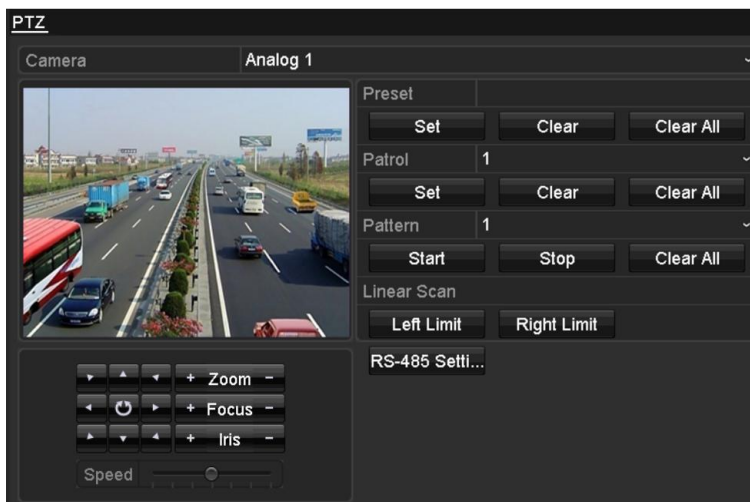 PTZ
Camera Analog 1
Preset
Set Clear Clear All
Patrol 1
Set Clear Clear All
Pattern 1
Start Stop Clear All
Linear Scan
Left Limit Right Limit
RS-485 Setti...
+ Zoom -
+ Focus -
+ Iris -
Speed